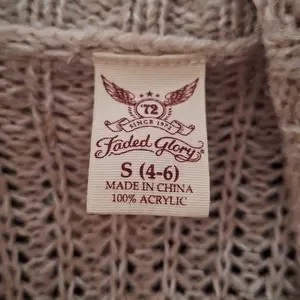 '72
SINCE 1972
Faded Glory
S (4-6)
MADE IN CHINA
100% ACRYLIC